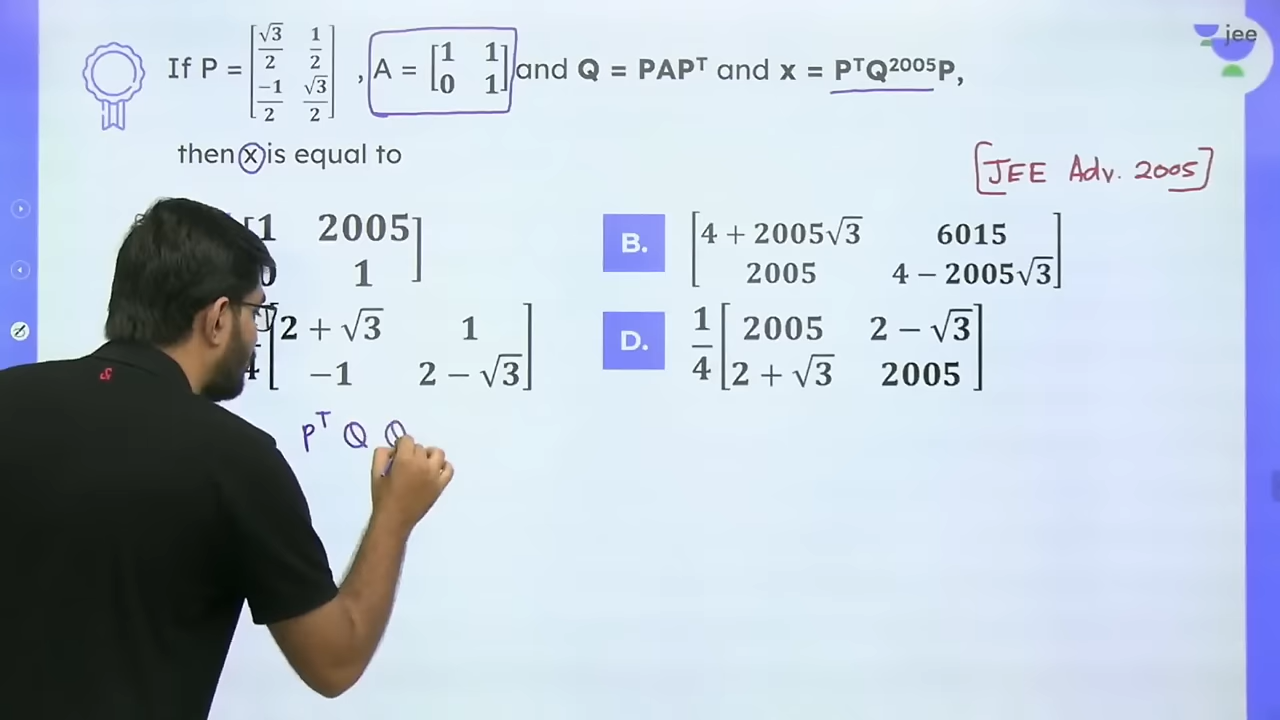 jee
If P = [√3/2 1/2 −1/2 √3/2], A = [1 1 0 1] and Q = PAPᵀ and x = PᵀQ²⁰⁰⁵P,
then x is equal to
[JEE Adv. 2005]
[1 2005
1]
B. [4 + 2005√3 6015
2005 4 − 2005√3]
[2 + √3 1
4 −1 2 − √3]
D. 1/4 [2005 2 − √3
2 + √3 2005]
Pᵀ Q Q